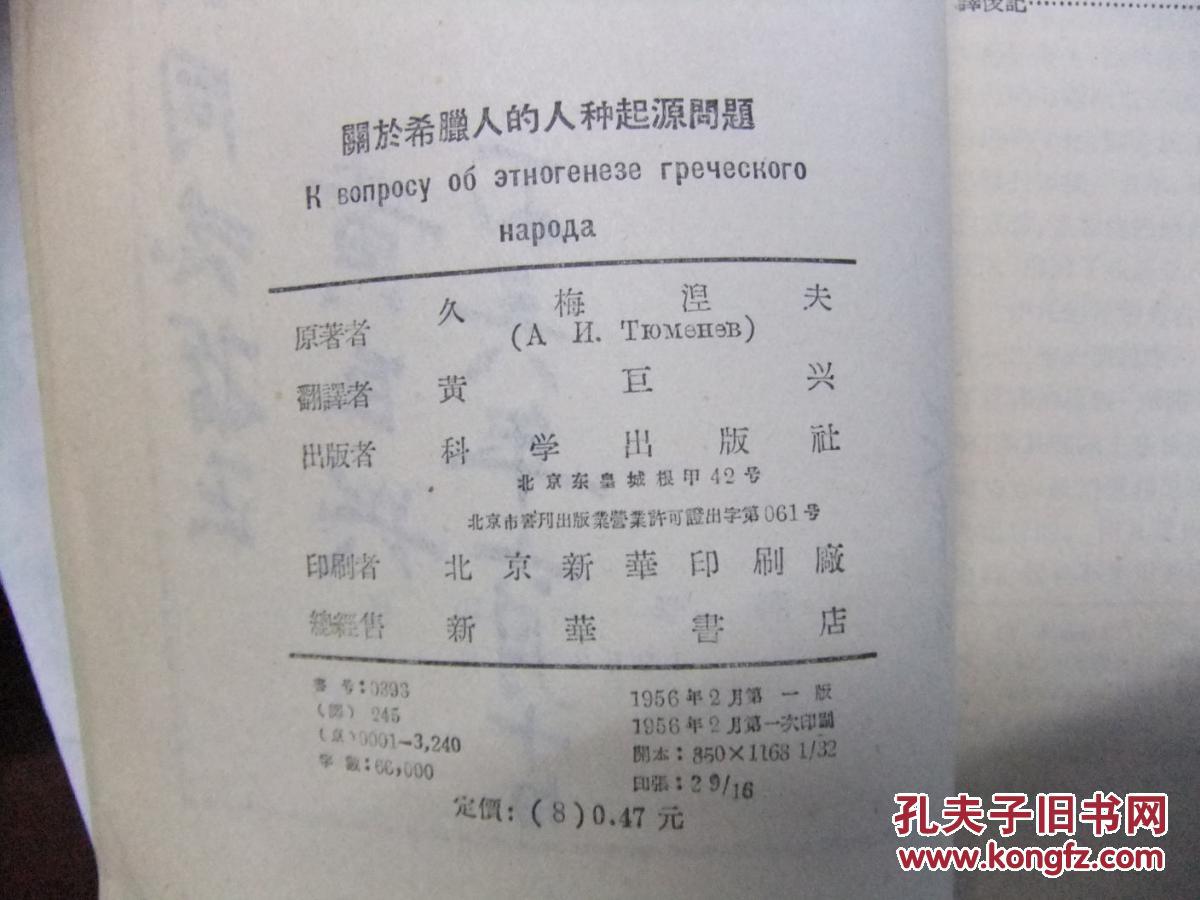 譯後記
關於希臘人的人种起源問題
К вопросу об этногенезе греческого
народа
原著者 久梅湼夫
(А. И. Тюменев)
翻譯者 黃巨兴
出版者 科学出版社
北京东皇城根甲42号
北京市書刊出版業營業許可證出字第061号
印刷者 北京新華印刷廠
總經售 新華書店
書号:0393
(譯) 245
(京)0001-3,240
字數:66,000
1956年2月第一版
1956年2月第一次印刷
開本:850×1168 1/32
印張:2 9/16
定價:(8)0.47元
孔夫子旧书网
www.kongfz.com